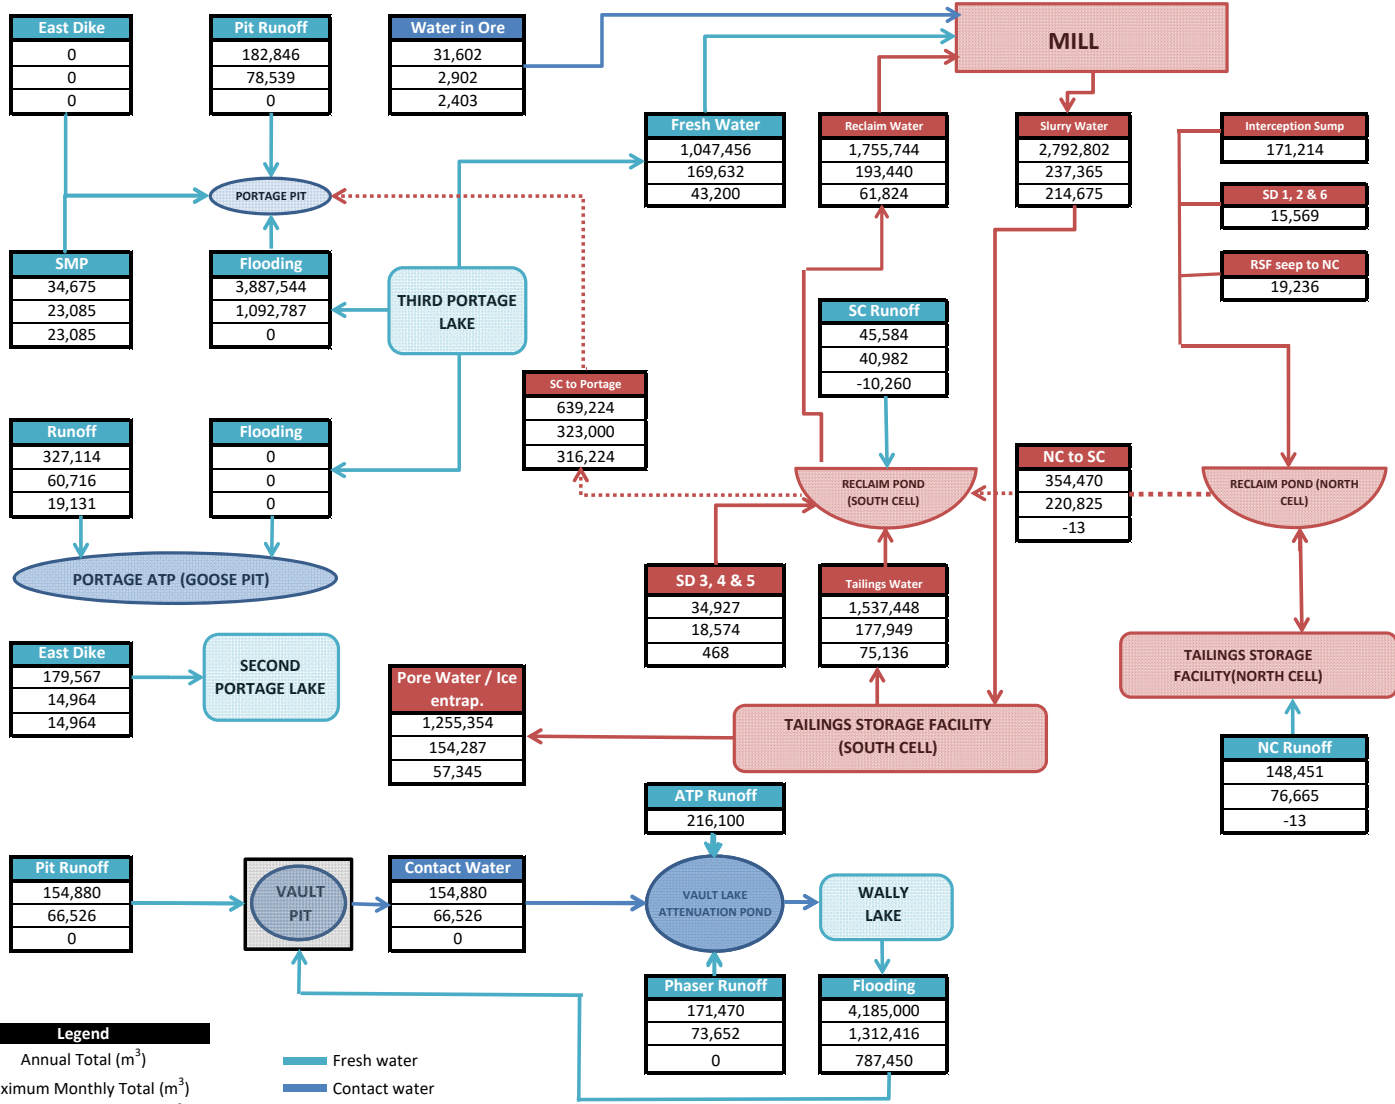 East Dike
0
0
0
Pit Runoff
182,846
78,539
0
Water in Ore
31,602
2,902
2,403
MILL
Fresh Water
1,047,456
169,632
43,200
Reclaim Water
1,755,744
193,440
61,824
Slurry Water
2,792,802
237,365
214,675
Interception Sump
171,214
SD 1, 2 & 6
15,569
RSF seep to NC
19,236
PORTAGE PIT
SMP
34,675
23,085
23,085
Flooding
3,887,544
1,092,787
0
THIRD PORTAGE
LAKE
SC Runoff
45,584
40,982
-10,260
SC to Portage
639,224
323,000
316,224
Runoff
327,114
60,716
19,131
Flooding
0
0
0
RECLAIM POND
(SOUTH CELL)
NC to SC
354,470
220,825
-13
RECLAIM POND (NORTH
CELL)
PORTAGE ATP (GOOSE PIT)
SD 3, 4 & 5
34,927
18,574
468
Tailings Water
1,537,448
177,949
75,136
East Dike
179,567
14,964
14,964
SECOND
PORTAGE LAKE
Pore Water / Ice
entrap.
1,255,354
154,287
57,345
TAILINGS STORAGE FACILITY
(SOUTH CELL)
TAILINGS STORAGE
FACILITY(NORTH CELL)
NC Runoff
148,451
76,665
-13
ATP Runoff
216,100
Pit Runoff
154,880
66,526
0
VAULT
PIT
Contact Water
154,880
66,526
0
VAULT LAKE
ATTENUATION POND
WALLY
LAKE
Phaser Runoff
171,470
73,652
0
Flooding
4,185,000
1,312,416
787,450
Legend
Annual Total (m³)
ximum Monthly Total (m³)
Fresh water
Contact water